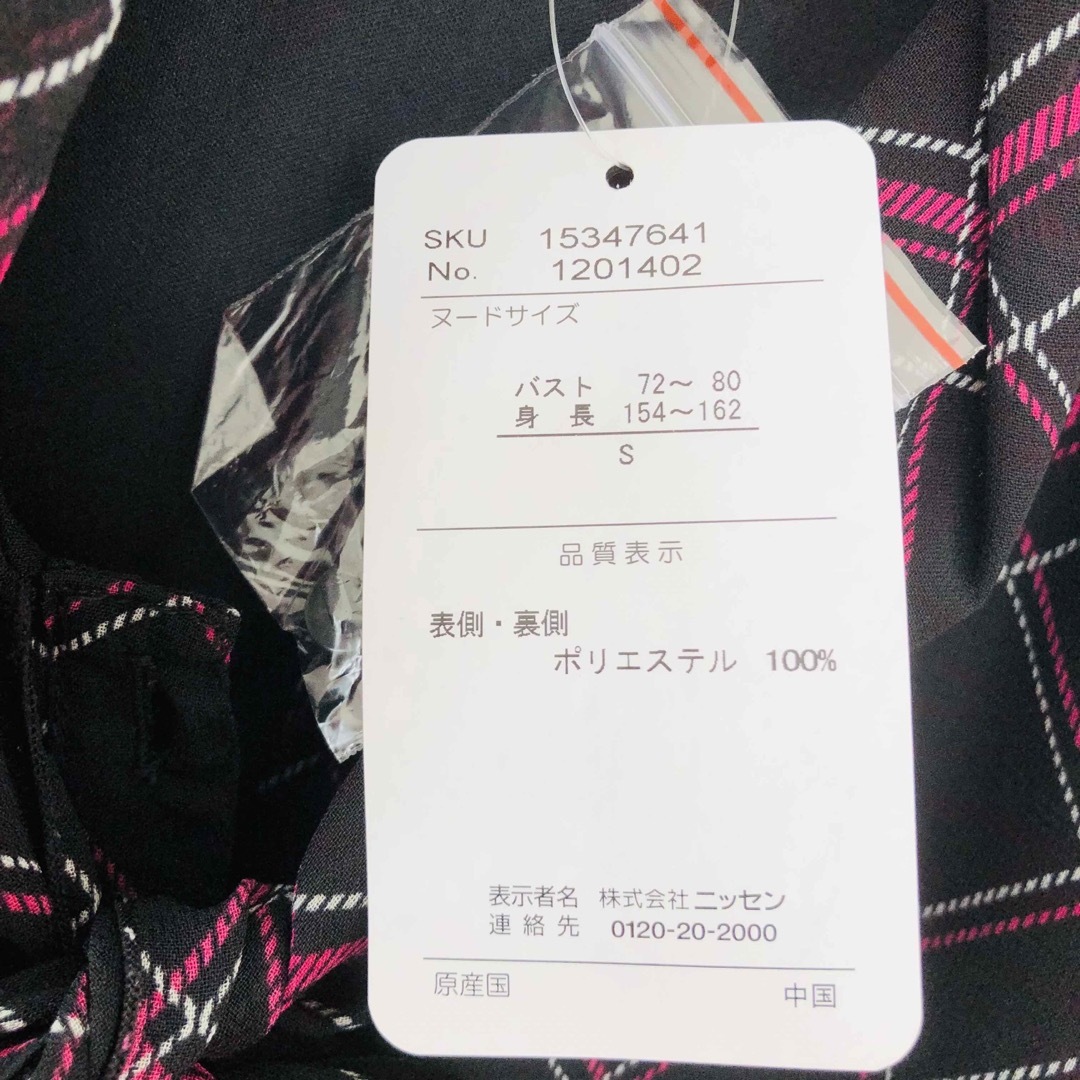 SKU 15347641
No. 1201402
ヌードサイズ
バスト 72～ 80
身 長 154～162
S
品質表示
表側・裏側
ポリエステル 100%
表示者名 株式会社 ニッセン
連絡先 0120-20-2000
原産国 中国